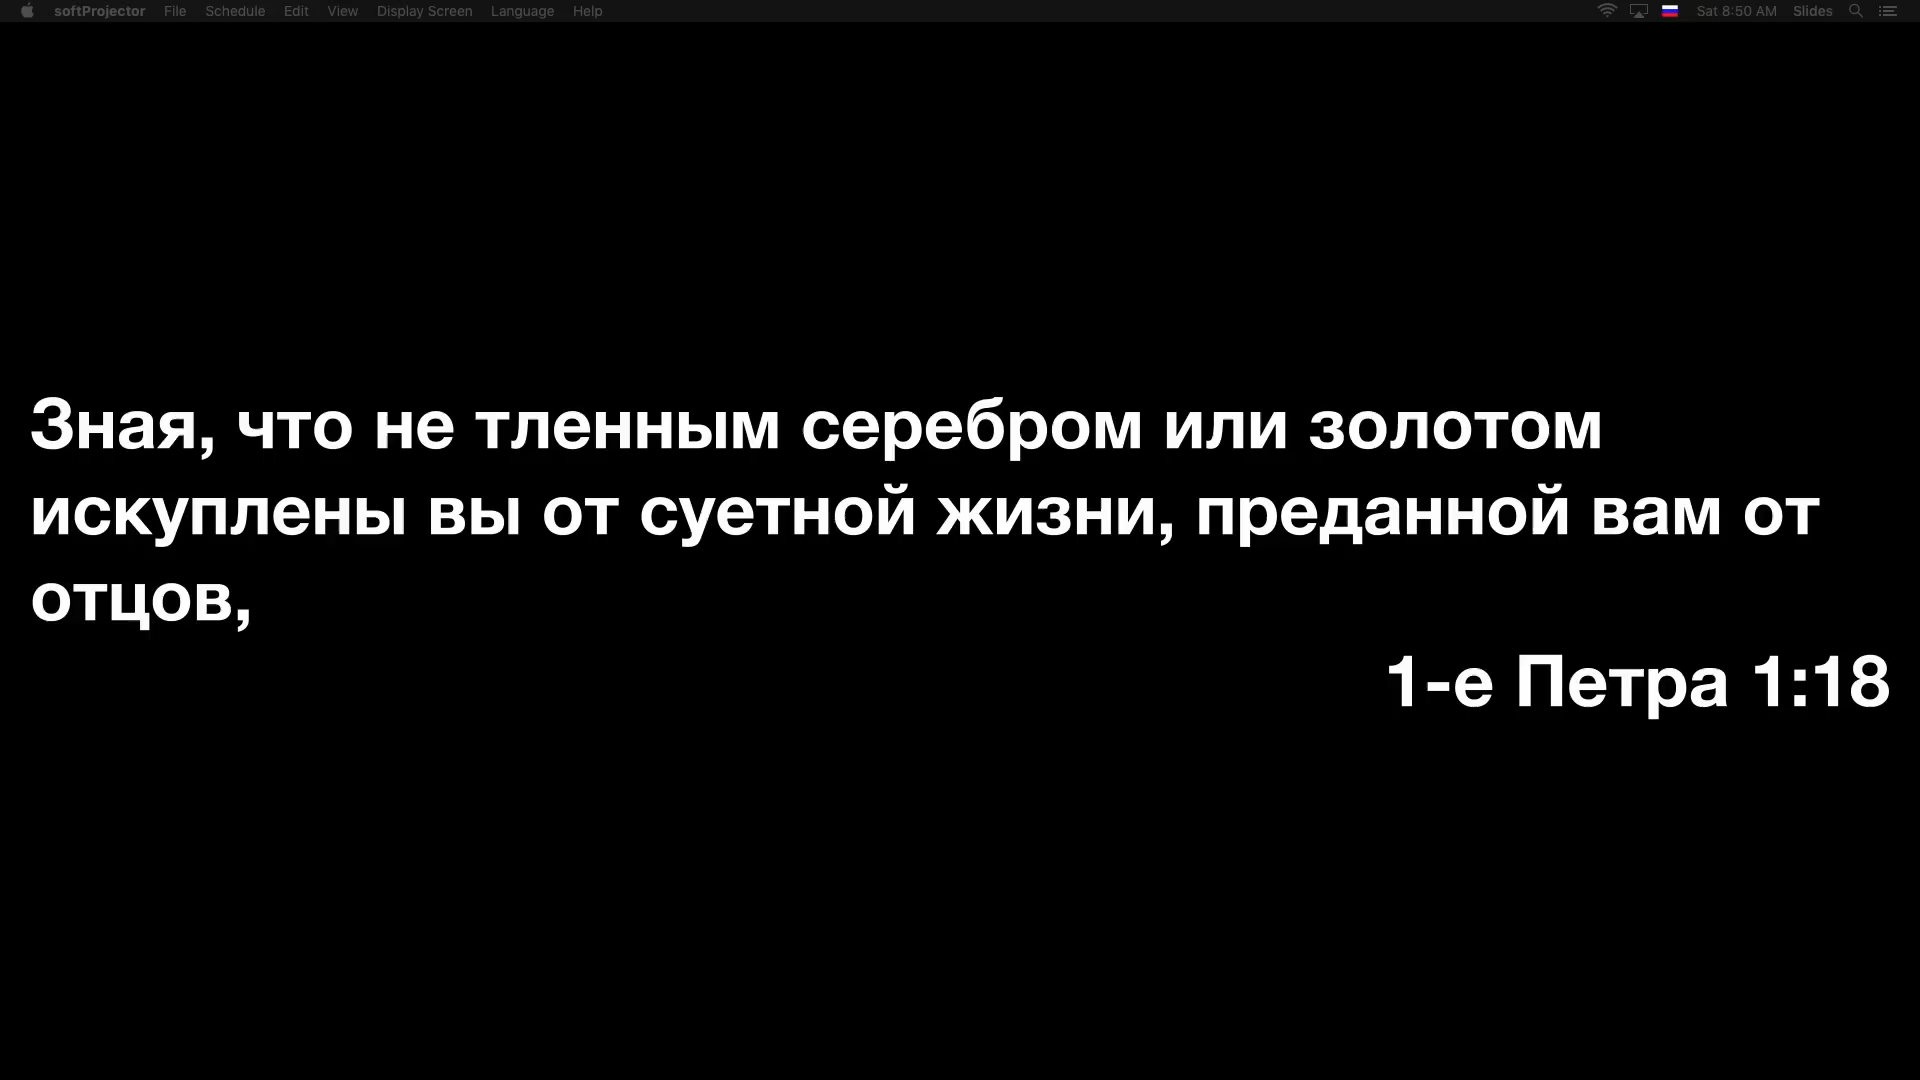 softProjector File Schedule Edit View Display Screen Language Help Sat 8:50 AM Slides
Зная, что не тленным серебром или золотом
искуплены вы от суетной жизни, преданной вам от
отцов,
1-е Петра 1:18